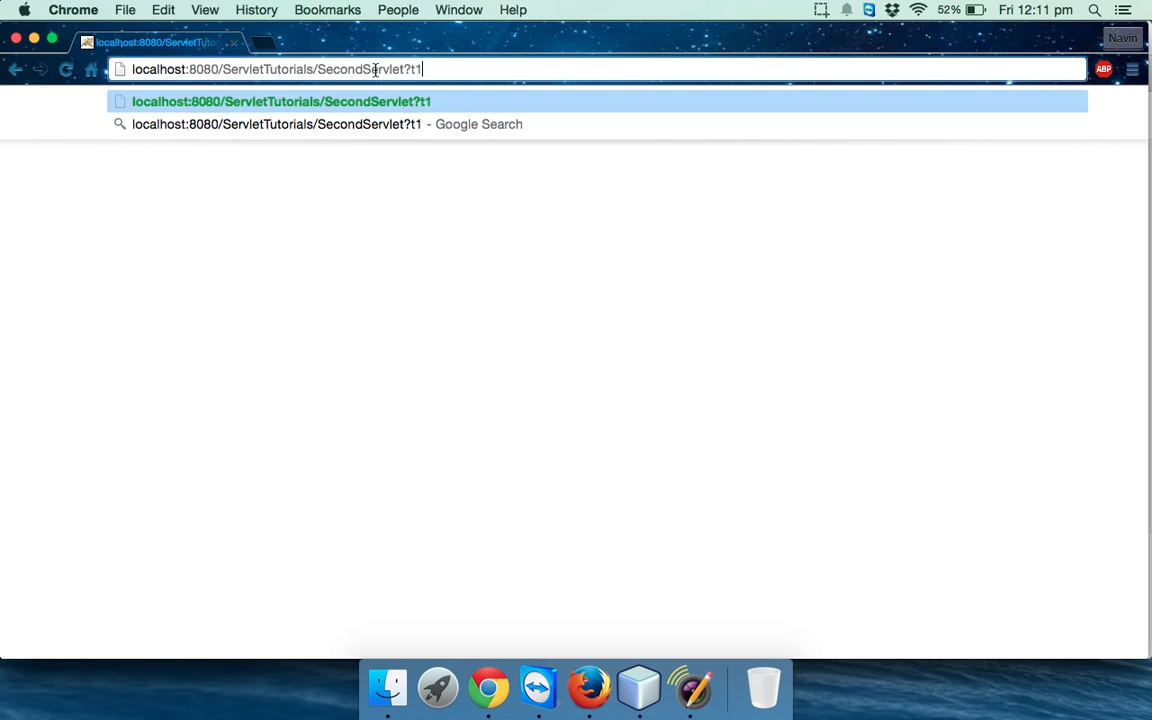 Chrome File Edit View History Bookmarks People Window Help 52% Fri 12:11 pm
localhost:8080/ServletTutor Navin
localhost:8080/ServletTutorials/SecondServlet?t1 ABP
localhost:8080/ServletTutorials/SecondServlet?t1
localhost:8080/ServletTutorials/SecondServlet?t1 - Google Search